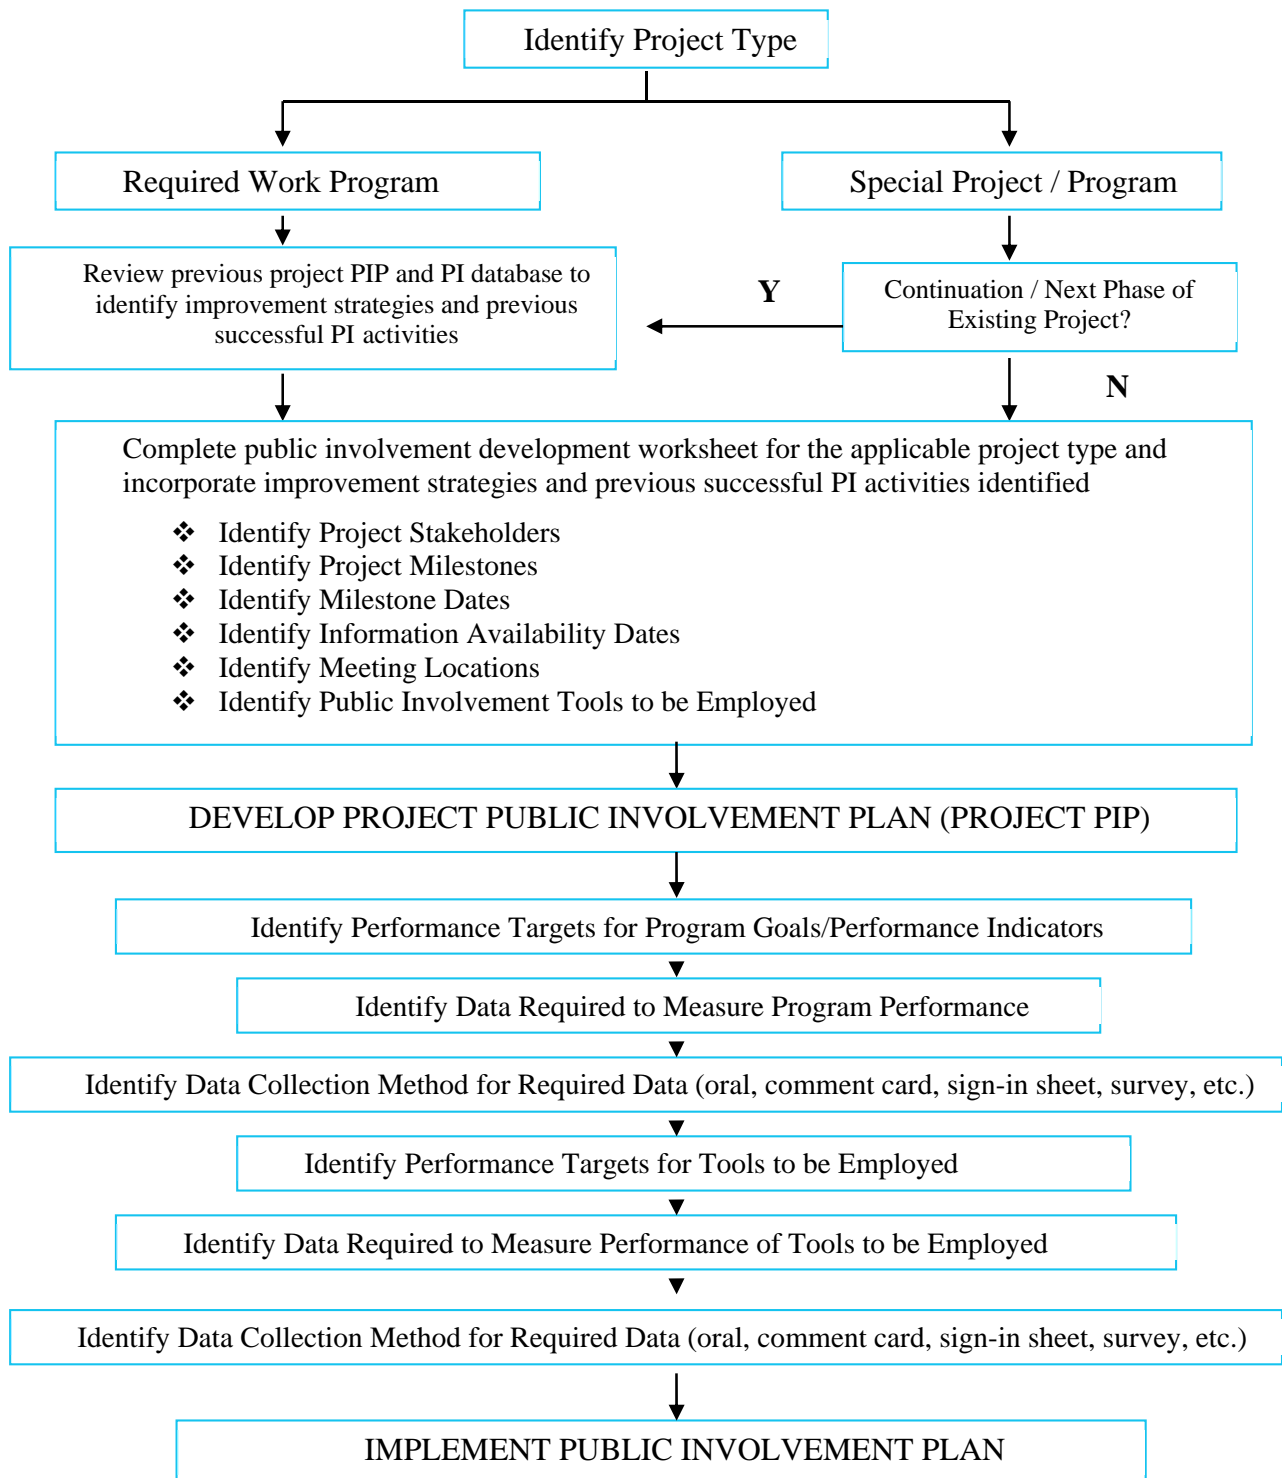 Identify Project Type
Required Work Program
Special Project / Program
Review previous project PIP and PI database to
identify improvement strategies and previous
successful PI activities
Y
Continuation / Next Phase of
Existing Project?
N
Complete public involvement development worksheet for the applicable project type and
incorporate improvement strategies and previous successful PI activities identified
❖ Identify Project Stakeholders
❖ Identify Project Milestones
❖ Identify Milestone Dates
❖ Identify Information Availability Dates
❖ Identify Meeting Locations
❖ Identify Public Involvement Tools to be Employed
DEVELOP PROJECT PUBLIC INVOLVEMENT PLAN (PROJECT PIP)
Identify Performance Targets for Program Goals/Performance Indicators
Identify Data Required to Measure Program Performance
Identify Data Collection Method for Required Data (oral, comment card, sign-in sheet, survey, etc.)
Identify Performance Targets for Tools to be Employed
Identify Data Required to Measure Performance of Tools to be Employed
Identify Data Collection Method for Required Data (oral, comment card, sign-in sheet, survey, etc.)
IMPLEMENT PUBLIC INVOLVEMENT PLAN